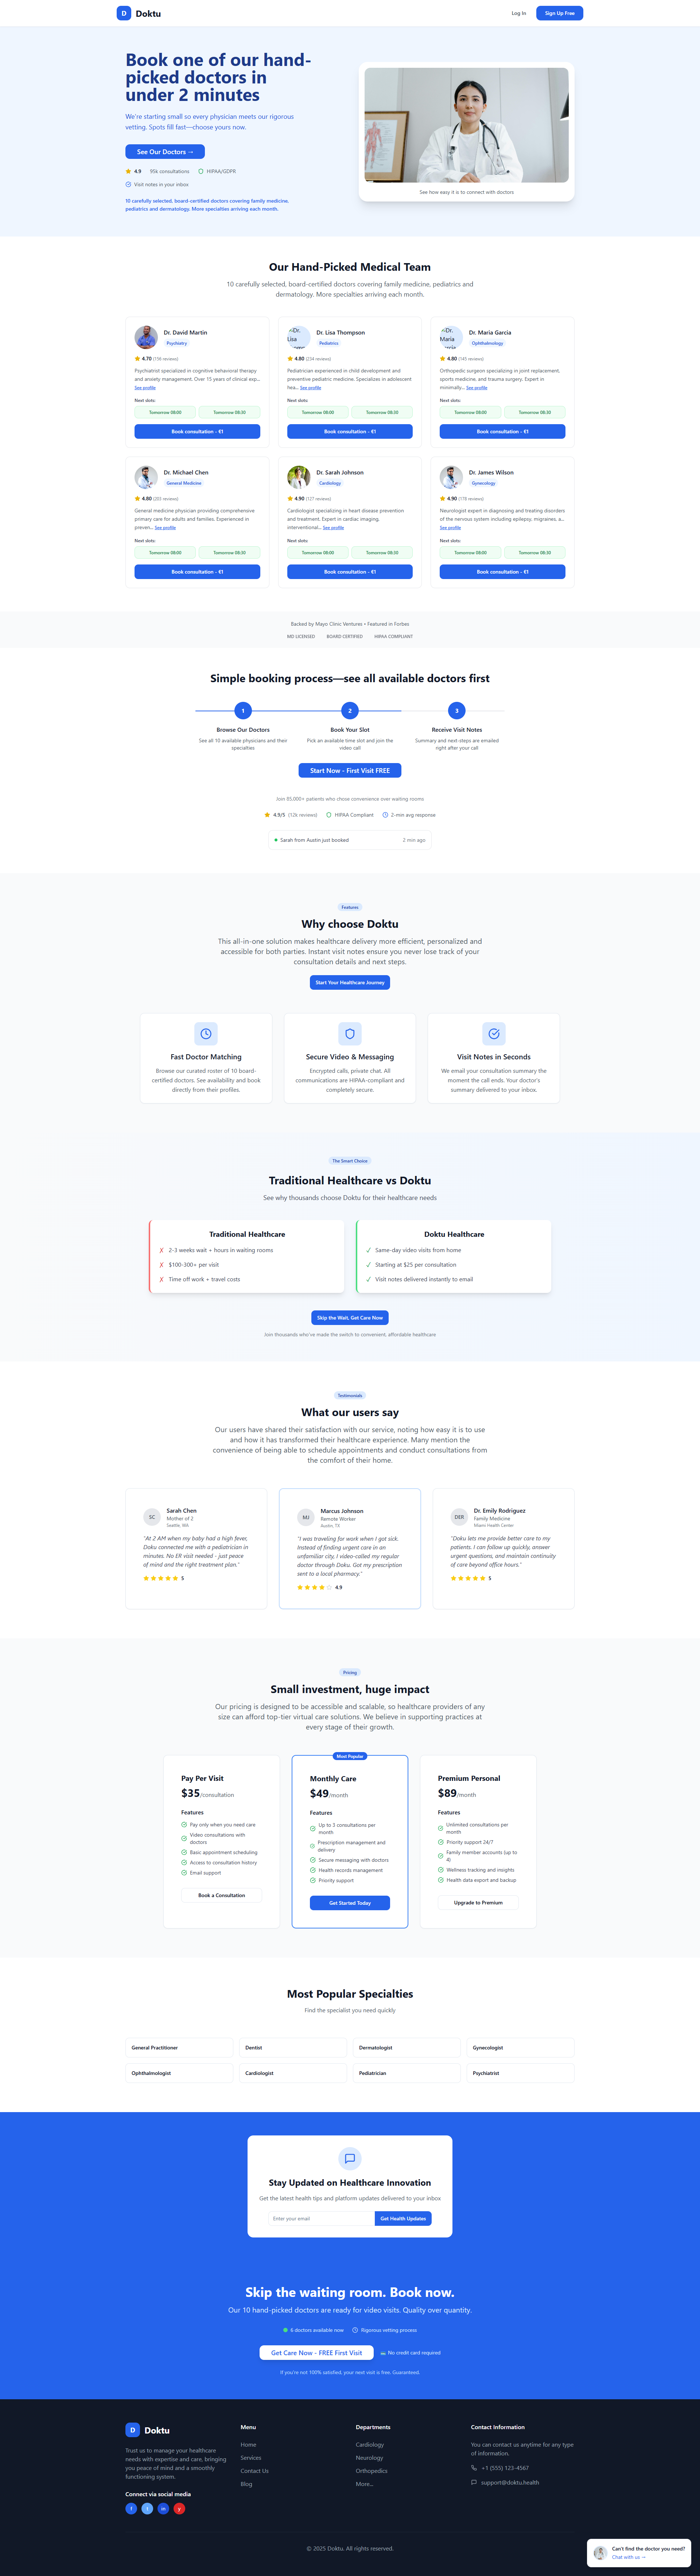 D Doktu
Log In
Sign Up Free
Book one of our hand-
picked doctors in
under 2 minutes
We're starting small so every physician meets our rigorous
vetting. Spots fill fast—choose yours now.
See Our Doctors →
4.9 95k consultations HIPAA/GDPR
Visit notes in your inbox
10 carefully selected, board-certified doctors covering family medicine,
pediatrics and dermatology. More specialties arriving each month.
See how easy it is to connect with doctors
Our Hand-Picked Medical Team
10 carefully selected, board-certified doctors covering family medicine, pediatrics and
dermatology. More specialties arriving each month.
Dr. David Martin
Psychiatry
4.70 (156 reviews)
Psychiatrist specialized in cognitive behavioral therapy
and anxiety management. Over 15 years of clinical exp...
See profile
Next slots:
Tomorrow 08:00 Tomorrow 08:30
Book consultation - €1
Dr. Lisa
Dr. Lisa Thompson
Pediatrics
4.80 (234 reviews)
Pediatrician experienced in child development and
preventive pediatric medicine. Specializes in adolescent
hea... See profile
Next slots:
Tomorrow 08:00 Tomorrow 08:30
Book consultation - €1
Dr. Maria
Dr. Maria Garcia
Ophthalmology
4.80 (145 reviews)
Orthopedic surgeon specializing in joint replacement,
sports medicine, and trauma surgery. Expert in
minimally... See profile
Next slots:
Tomorrow 08:00 Tomorrow 08:30
Book consultation - €1
Dr. Michael Chen
General Medicine
4.80 (203 reviews)
General medicine physician providing comprehensive
primary care for adults and families. Experienced in
preven... See profile
Next slots:
Tomorrow 08:00 Tomorrow 08:30
Book consultation - €1
Dr. Sarah Johnson
Cardiology
4.90 (127 reviews)
Cardiologist specializing in heart disease prevention
and treatment. Expert in cardiac imaging,
interventional... See profile
Next slots:
Tomorrow 08:00 Tomorrow 08:30
Book consultation - €1
Dr. James Wilson
Gynecology
4.90 (178 reviews)
Neurologist expert in diagnosing and treating disorders
of the nervous system including epilepsy, migraines, a...
See profile
Next slots:
Tomorrow 08:00 Tomorrow 08:30
Book consultation - €1
Backed by Mayo Clinic Ventures • Featured in Forbes
MD LICENSED BOARD CERTIFIED HIPAA COMPLIANT
Simple booking process—see all available doctors first
1 2 3
Browse Our Doctors
See all 10 available physicians and their
specialties
Book Your Slot
Pick an available time slot and join the
video call
Receive Visit Notes
Summary and next-steps are emailed
right after your call
Start Now - First Visit FREE
Join 85,000+ patients who chose convenience over waiting rooms
4.9/5 (12k reviews) HIPAA Compliant 2-min avg response
Sarah from Austin just booked 2 min ago
Features
Why choose Doktu
This all-in-one solution makes healthcare delivery more efficient, personalized and
accessible for both parties. Instant visit notes ensure you never lose track of your
consultation details and next steps.
Start Your Healthcare Journey
Fast Doctor Matching
Browse our curated roster of 10 board-
certified doctors. See availability and book
directly from their profiles.
Secure Video & Messaging
Encrypted calls, private chat. All
communications are HIPAA-compliant and
completely secure.
Visit Notes in Seconds
We email your consultation summary the
moment the call ends. Your doctor's
summary delivered to your inbox.
The Smart Choice
Traditional Healthcare vs Doktu
See why thousands choose Doktu for their healthcare needs
Traditional Healthcare
✗ 2-3 weeks wait + hours in waiting rooms
✗ $100-300+ per visit
✗ Time off work + travel costs
Doktu Healthcare
✓ Same-day video visits from home
✓ Starting at $25 per consultation
✓ Visit notes delivered instantly to email
Skip the Wait, Get Care Now
Join thousands who've made the switch to convenient, affordable healthcare
Testimonials
What our users say
Our users have shared their satisfaction with our service, noting how easy it is to use
and how it has transformed their healthcare experience. Many mention the
convenience of being able to schedule appointments and conduct consultations from
the comfort of their home.
SC
Sarah Chen
Mother of 2
Seattle, WA
"At 2 AM when my baby had a high fever,
Doktu connected me with a pediatrician in
minutes. No ER visit needed - just peace
of mind and the right treatment plan."
5
MJ
Marcus Johnson
Remote Worker
Austin, TX
"I was traveling for work when I got sick.
Instead of finding urgent care in an
unfamiliar city, I video-called my regular
doctor through Doktu. Got my prescription
sent to a local pharmacy."
4.9
DER
Dr. Emily Rodriguez
Family Medicine
Miami Health Center
"Doktu lets me provide better care to my
patients. I can follow up quickly, answer
urgent questions, and maintain continuity
of care beyond office hours."
5
Pricing
Small investment, huge impact
Our pricing is designed to be accessible and scalable, so healthcare providers of any
size can afford top-tier virtual care solutions. We believe in supporting practices at
every stage of their growth.
Pay Per Visit
$35/consultation
Features
Pay only when you need care
Video consultations with
doctors
Basic appointment scheduling
Access to consultation history
Email support
Book a Consultation
Most Popular
Monthly Care
$49/month
Features
Up to 3 consultations per
month
Prescription management and
delivery
Secure messaging with doctors
Health records management
Priority support
Get Started Today
Premium Personal
$89/month
Features
Unlimited consultations per
month
Priority support 24/7
Family member accounts (up to
4)
Wellness tracking and insights
Health data export and backup
Upgrade to Premium
Most Popular Specialties
Find the specialist you need quickly
General Practitioner Dentist Dermatologist Gynecologist
Ophthalmologist Cardiologist Pediatrician Psychiatrist
Stay Updated on Healthcare Innovation
Get the latest health tips and platform updates delivered to your inbox
Enter your email
Get Health Updates
Skip the waiting room. Book now.
Our 10 hand-picked doctors are ready for video visits. Quality over quantity.
6 doctors available now Rigorous vetting process
Get Care Now - FREE First Visit
No credit card required
If you're not 100% satisfied, your next visit is free. Guaranteed.
D Doktu
Trust us to manage your healthcare
needs with expertise and care, bringing
you peace of mind and a smoothly
functioning system.
Connect via social media
f t in y
Menu
Home
Services
Contact Us
Blog
Departments
Cardiology
Neurology
Orthopedics
More...
Contact Information
You can contact us anytime for any type
of information.
+1 (555) 123-4567
support@doktu.health
© 2025 Doktu. All rights reserved.
Can't find the doctor you need?
Chat with us →